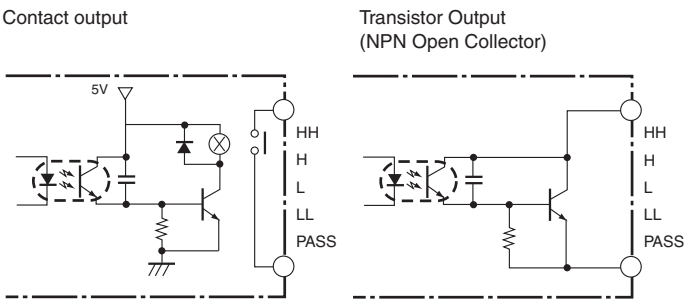 Contact output
Transistor Output
(NPN Open Collector)
5V
HH
H
L
LL
PASS
HH
H
L
LL
PASS